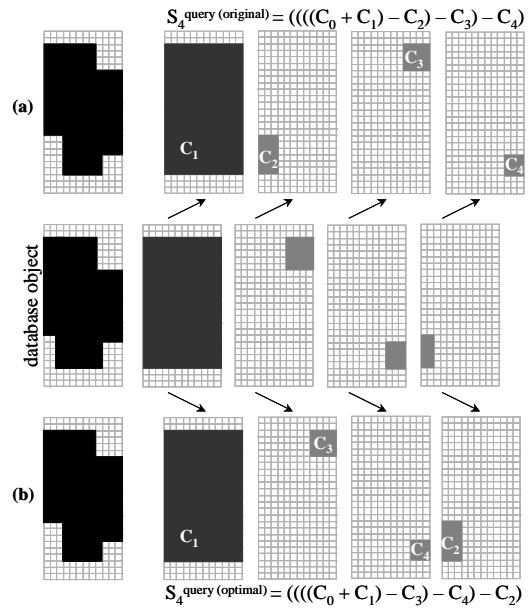 S₄query (original) = ((((C₀ + C₁) – C₂) – C₃) – C₄)
(a)
C₁
C₂
C₃
C₄
database object
(b)
C₁
C₃
C₄
C₂
S₄query (optimal) = ((((C₀ + C₁) – C₃) – C₄) – C₂)